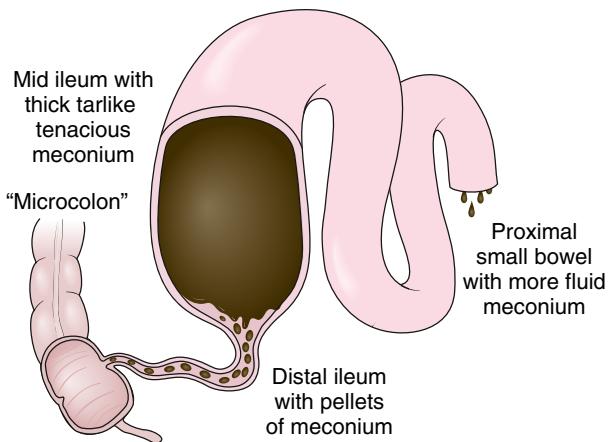 Mid ileum with
thick tarlike
tenacious
meconium
“Microcolon”
Proximal
small bowel
with more fluid
meconium
Distal ileum
with pellets
of meconium